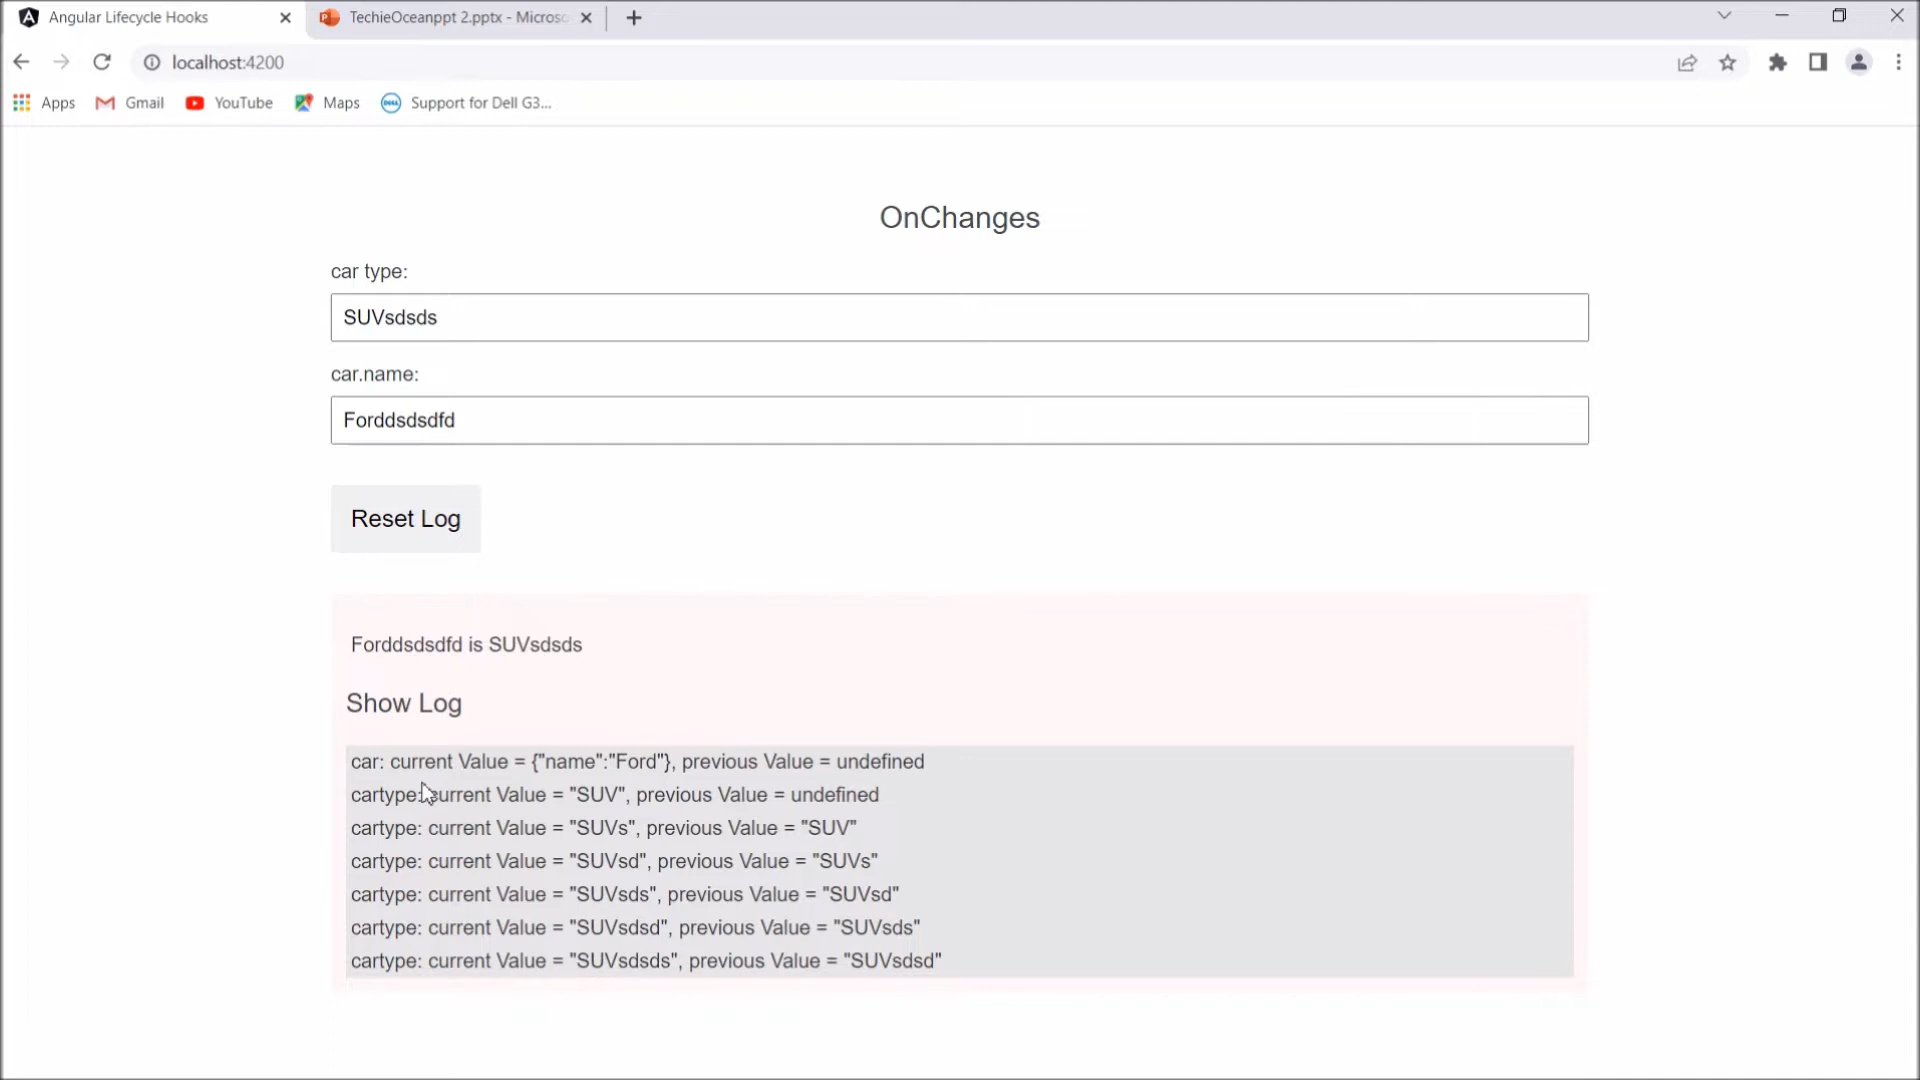 Angular Lifecycle Hooks
TechieOceanppt 2.pptx - Microsc
localhost:4200
Apps
Gmail
YouTube
Maps
DELL
Support for Dell G3...
OnChanges
car type:
SUVsdsds
car.name:
Forddsdsdfd
Reset Log
Forddsdsdfd is SUVsdsds
Show Log
car: current Value = {"name":"Ford"}, previous Value = undefined
cartype: current Value = "SUV", previous Value = undefined
cartype: current Value = "SUVs", previous Value = "SUV"
cartype: current Value = "SUVsd", previous Value = "SUVs"
cartype: current Value = "SUVsds", previous Value = "SUVsd"
cartype: current Value = "SUVsdsd", previous Value = "SUVsds"
cartype: current Value = "SUVsdsds", previous Value = "SUVsdsd"